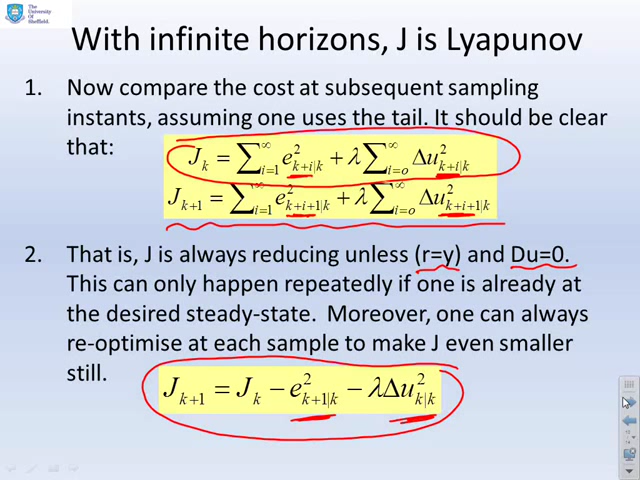 The
University
Of
Sheffield.
With infinite horizons, J is Lyapunov
1. Now compare the cost at subsequent sampling
instants, assuming one uses the tail. It should be clear
that:
J_k = ∑_{i=1}^∞ e²_{k+i|k} + λ ∑_{i=o}^∞ Δu²_{k+i|k}
J_{k+1} = ∑_{i=1}^∞ e²_{k+i+1|k} + λ ∑_{i=o}^∞ Δu²_{k+i+1|k}
2. That is, J is always reducing unless (r=y) and Du=0.
This can only happen repeatedly if one is already at
the desired steady-state. Moreover, one can always
re-optimise at each sample to make J even smaller
still.
J_{k+1} = J_k − e²_{k+1|k} − λΔu²_{k|k}